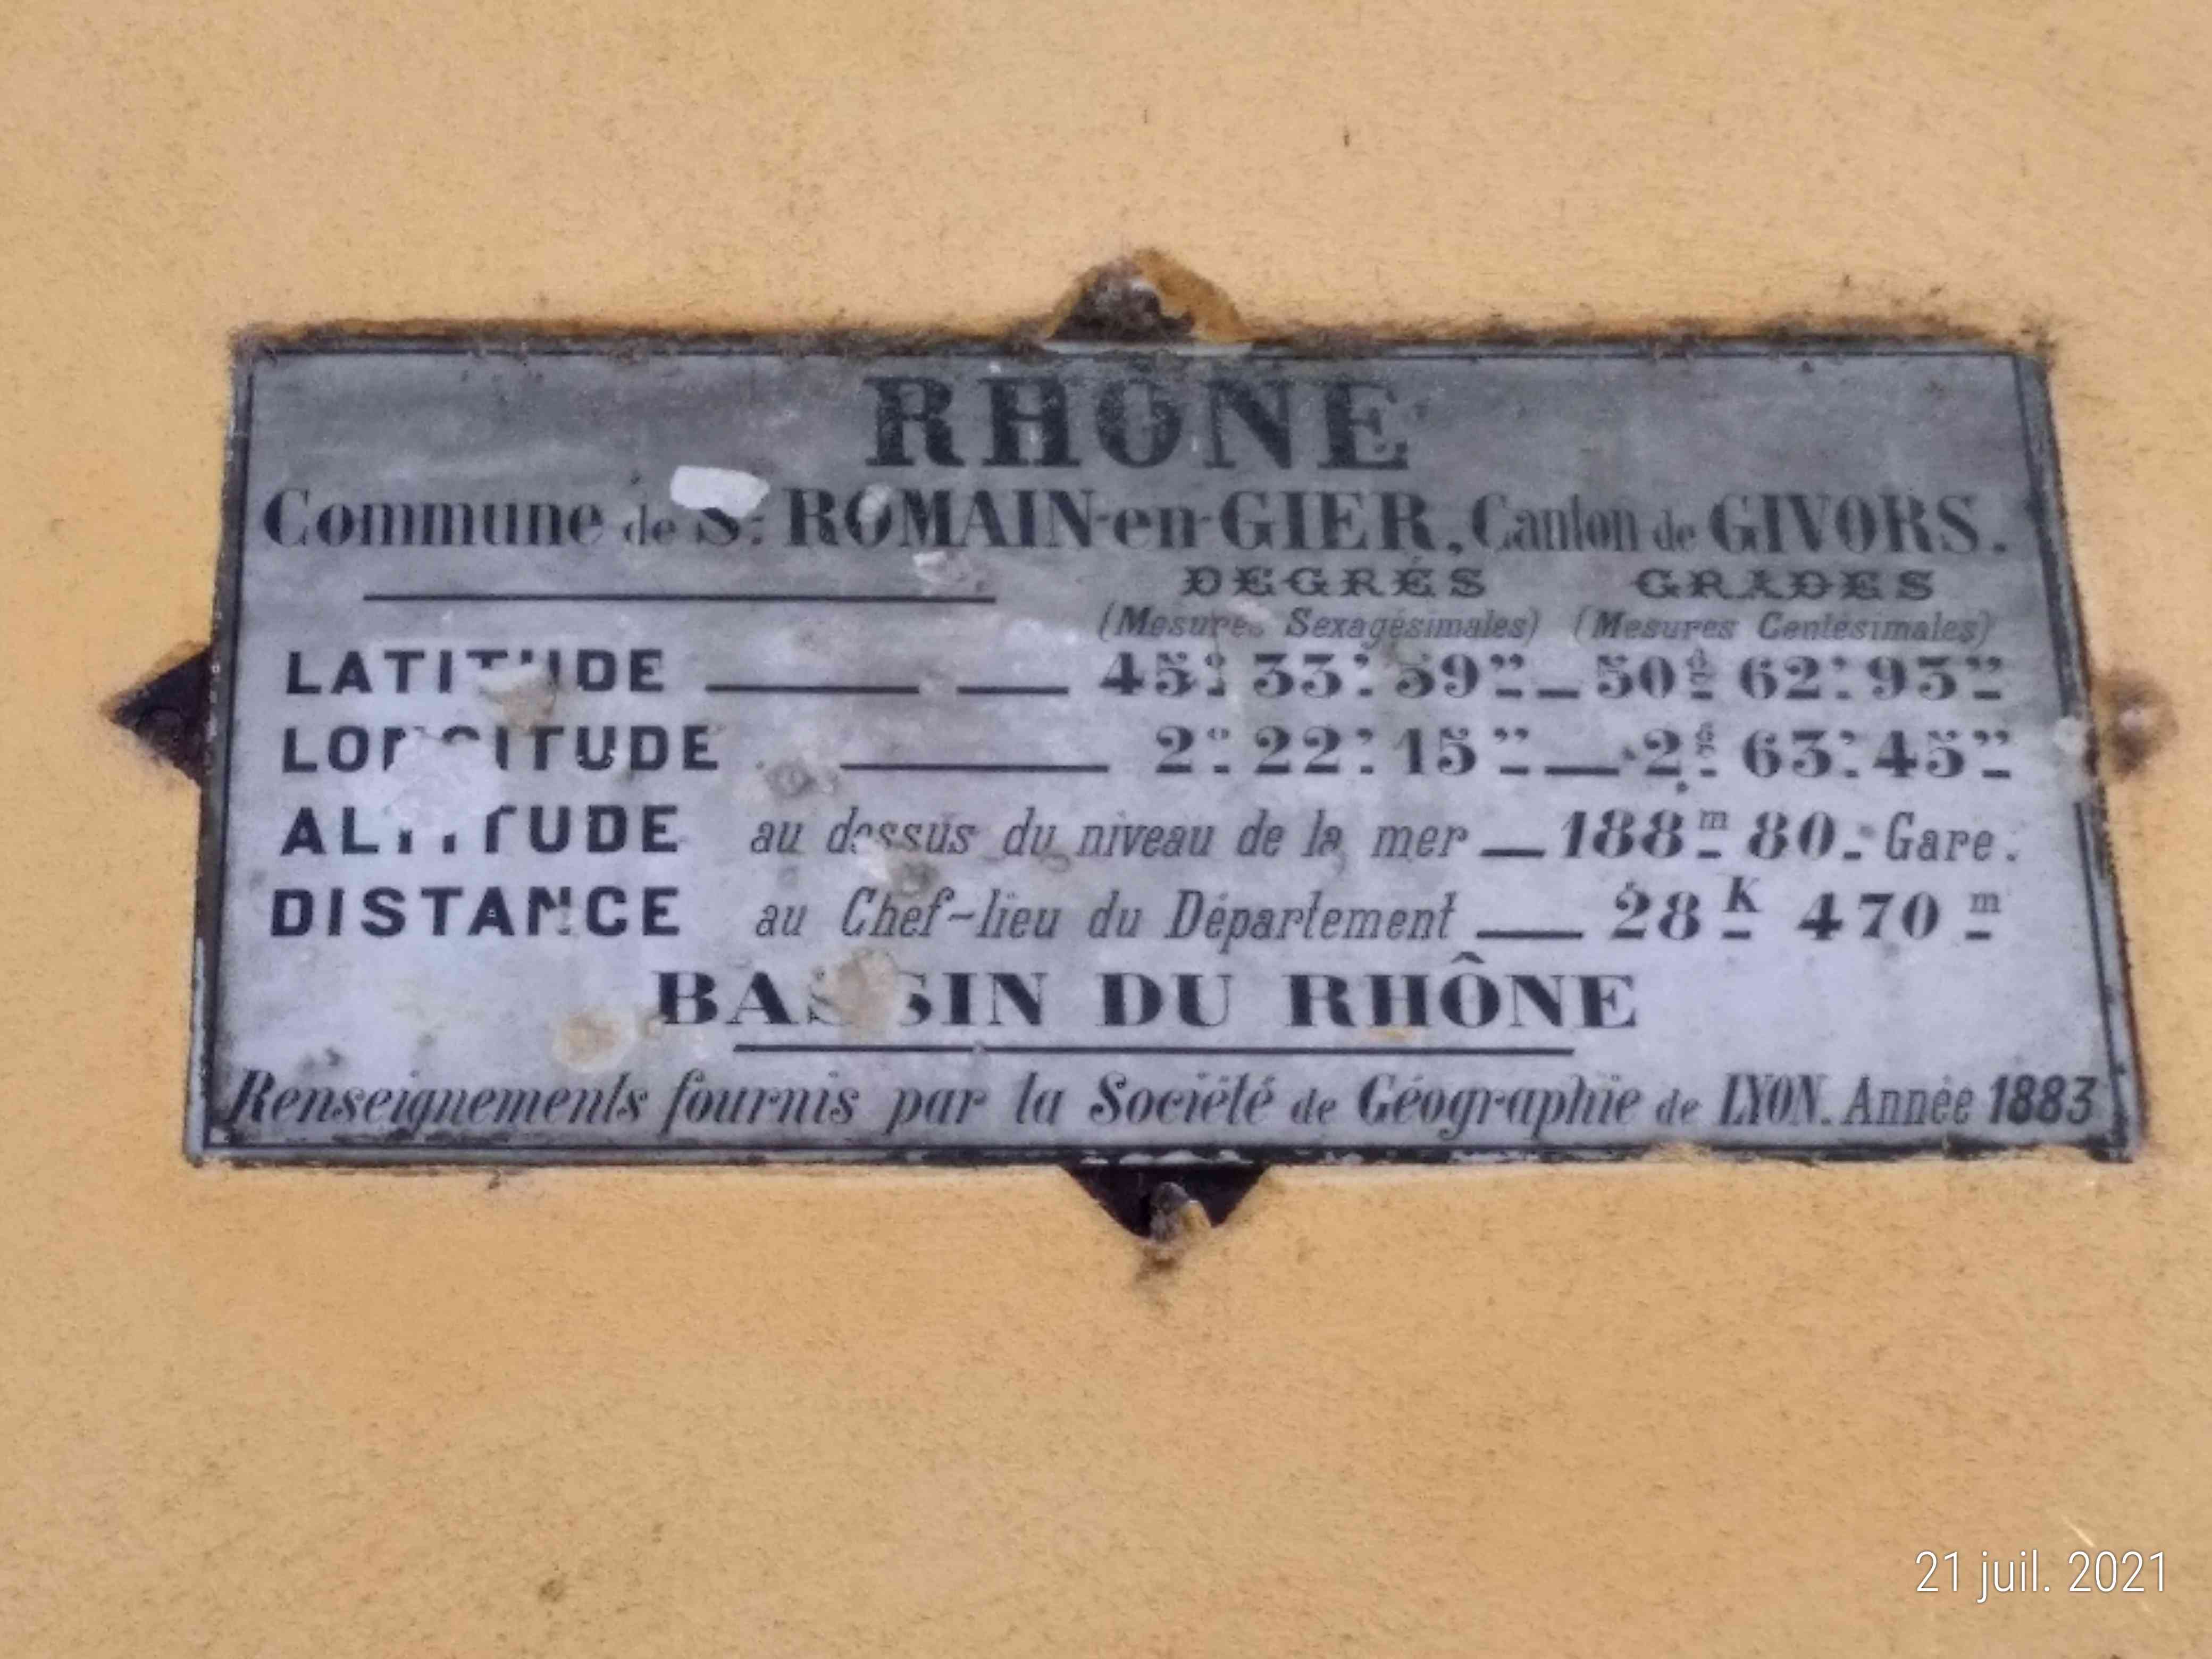 RHÔNE
Commune de St ROMAIN-en-GIER, Canton de GIVORS.
DEGRÉS GRADES
(Mesures Sexagésimales) (Mesures Centésimales)
LATITUDE — 45° 33' 59" — 50G 62' 93"
LONGITUDE — 2° 22' 15" — 2G 63' 45"
ALTITUDE au dessus du niveau de la mer — 188m 80 Gare.
DISTANCE au Chef-lieu du Département — 28K 470m
BASSIN DU RHÔNE
Renseignements fournis par la Société de Géographie de LYON. Année 1883
21 juil. 2021